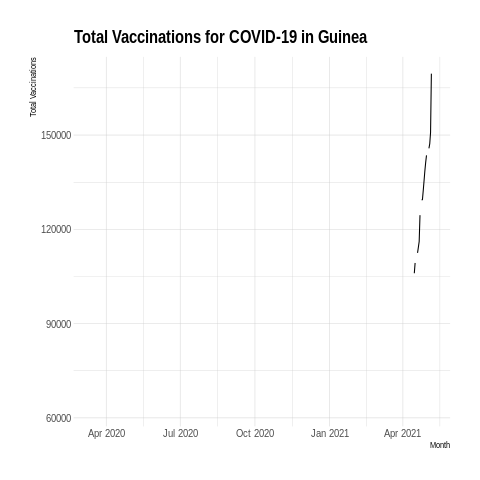 Total Vaccinations for COVID-19 in Guinea
Total Vaccinations
150000
120000
90000
60000
Apr 2020 Jul 2020 Oct 2020 Jan 2021 Apr 2021
Month